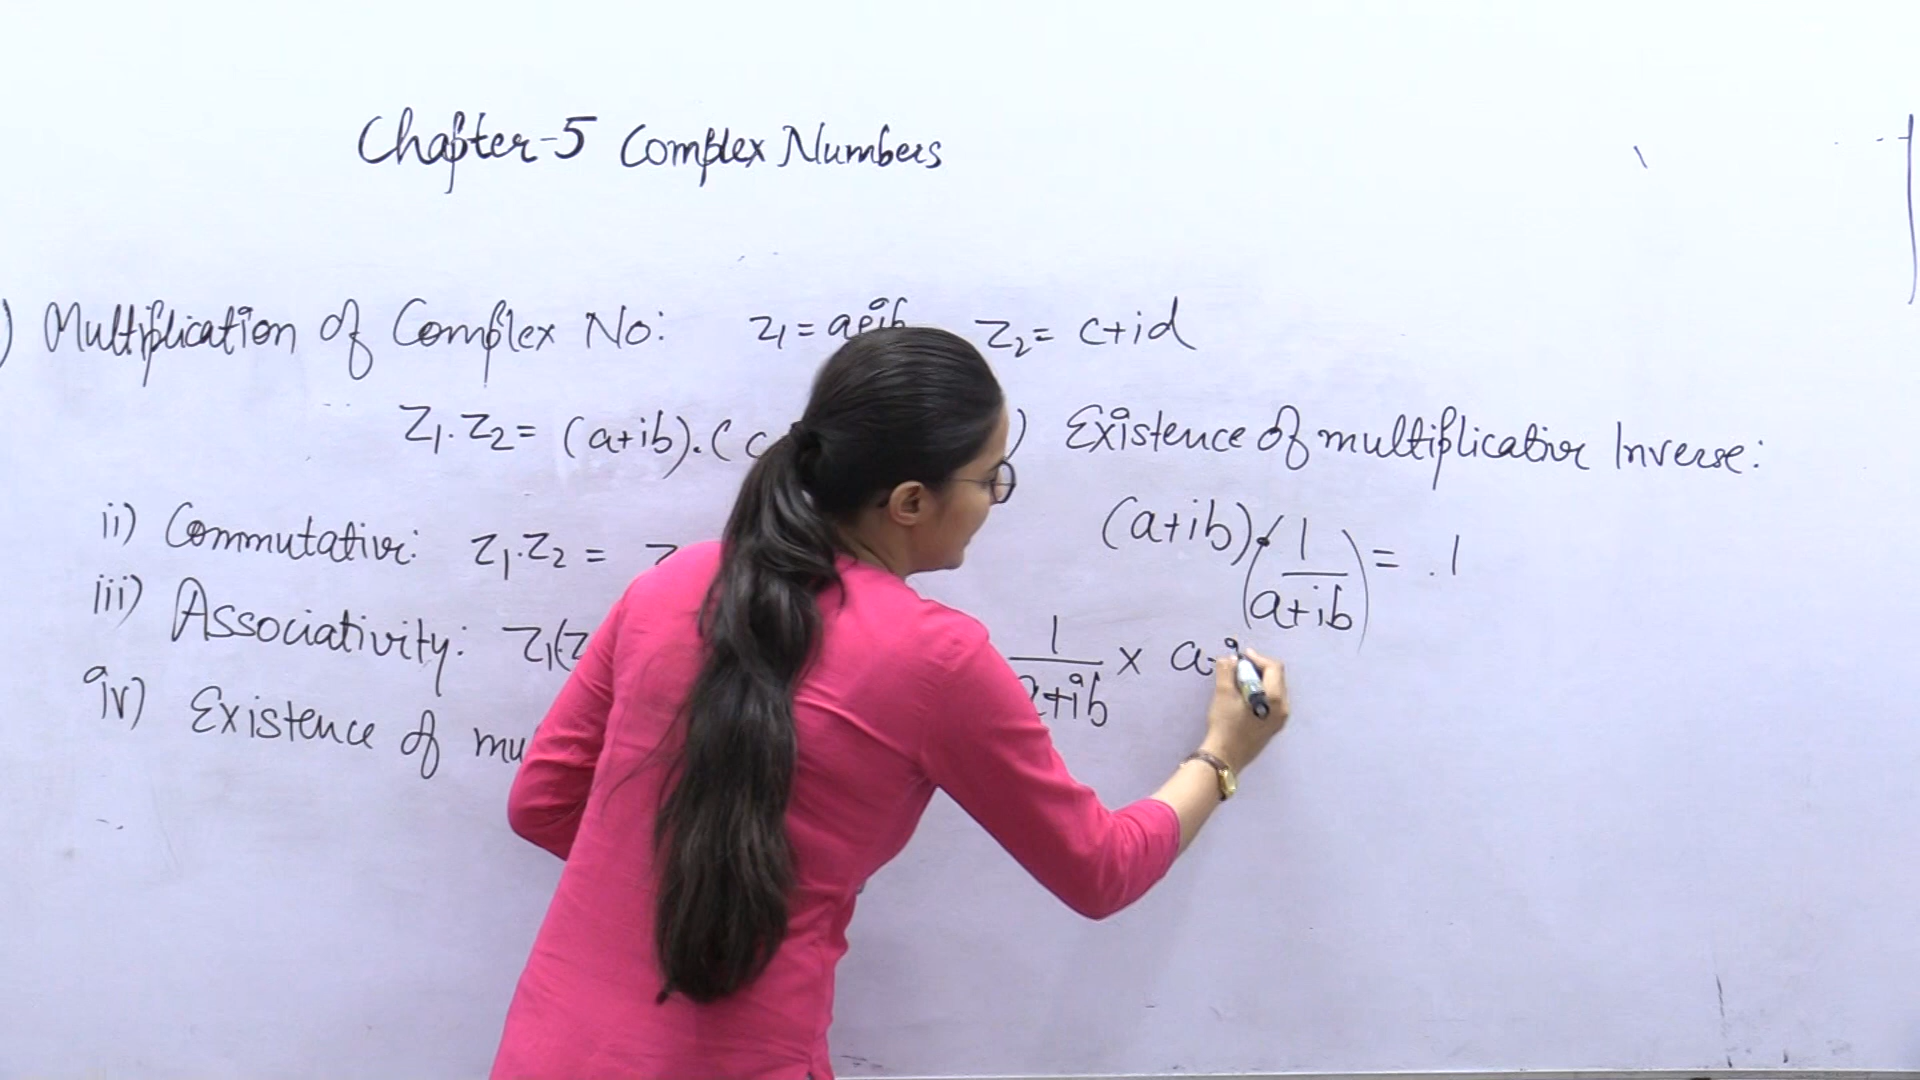 Chapter-5 Complex Numbers
) Multiplication of Complex No: z1 = a+ib z2 = c+id
z1.z2 = (a+ib).(c
ii) Commutative: z1.z2 = z
iii) Associativity: z1(z
iv) Existence of mu
) Existence of multiplicative Inverse:
(a+ib).(1/(a+ib)) = 1
1/(a+ib) × a-i